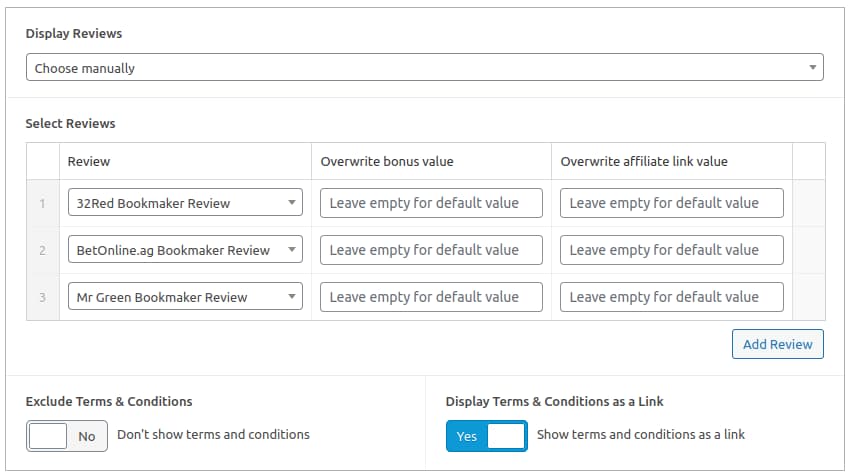 Display Reviews
Choose manually
Select Reviews
Review Overwrite bonus value Overwrite affiliate link value
1 32Red Bookmaker Review Leave empty for default value Leave empty for default value
2 BetOnline.ag Bookmaker Review Leave empty for default value Leave empty for default value
3 Mr Green Bookmaker Review Leave empty for default value Leave empty for default value
Add Review
Exclude Terms & Conditions Display Terms & Conditions as a Link
No Don't show terms and conditions Yes Show terms and conditions as a link